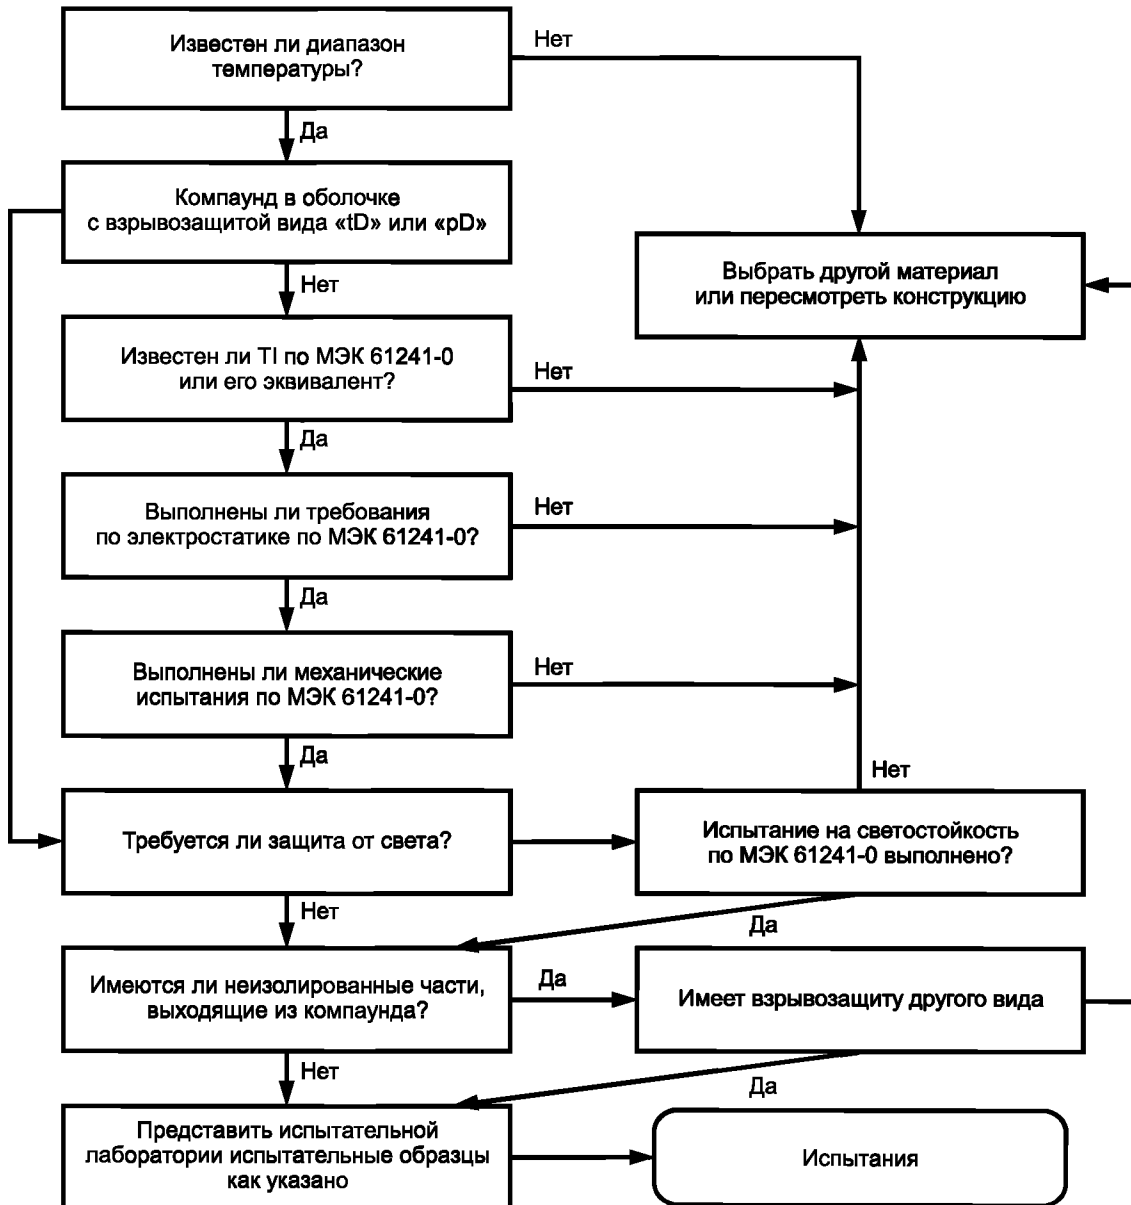 Известен ли диапазон
температуры?
Нет
Да
Компаунд в оболочке
с взрывозащитой вида «tD» или «pD»
Нет
Выбрать другой материал
или пересмотреть конструкцию
Известен ли TI по МЭК 61241-0
или его эквивалент?
Нет
Да
Выполнены ли требования
по электростатике по МЭК 61241-0?
Нет
Да
Выполнены ли механические
испытания по МЭК 61241-0?
Нет
Да
Нет
Требуется ли защита от света?
Испытание на светостойкость
по МЭК 61241-0 выполнено?
Нет
Да
Имеются ли неизолированные части,
выходящие из компаунда?
Да
Имеет взрывозащиту другого вида
Нет
Да
Представить испытательной
лаборатории испытательные образцы
как указано
Испытания